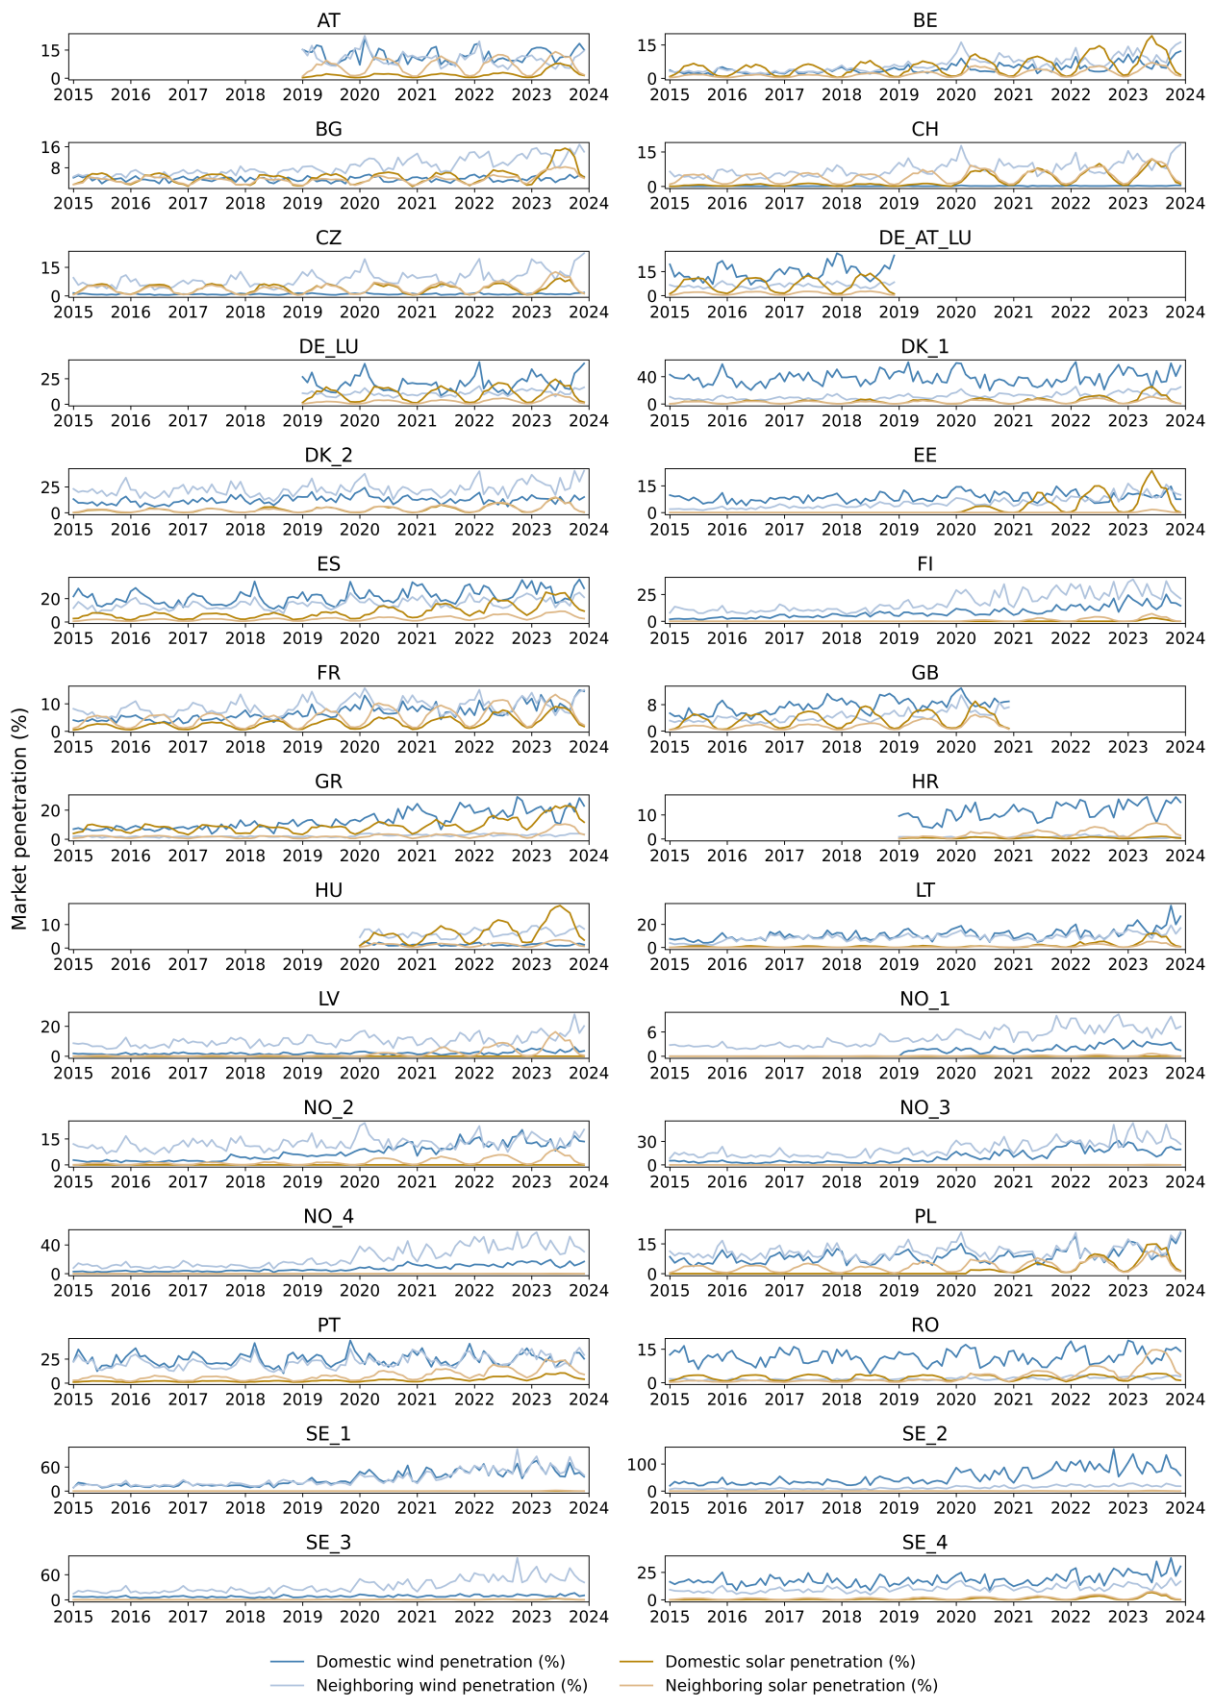 AT
BE
15
0
2015 2016 2017 2018 2019 2020 2021 2022 2023 2024
15
0
2015 2016 2017 2018 2019 2020 2021 2022 2023 2024
BG
CH
16
8
2015 2016 2017 2018 2019 2020 2021 2022 2023 2024
15
0
2015 2016 2017 2018 2019 2020 2021 2022 2023 2024
CZ
DE_AT_LU
15
0
2015 2016 2017 2018 2019 2020 2021 2022 2023 2024
15
0
2015 2016 2017 2018 2019 2020 2021 2022 2023 2024
DE_LU
DK_1
25
0
2015 2016 2017 2018 2019 2020 2021 2022 2023 2024
40
0
2015 2016 2017 2018 2019 2020 2021 2022 2023 2024
DK_2
EE
25
0
2015 2016 2017 2018 2019 2020 2021 2022 2023 2024
15
0
2015 2016 2017 2018 2019 2020 2021 2022 2023 2024
ES
FI
20
0
2015 2016 2017 2018 2019 2020 2021 2022 2023 2024
25
0
2015 2016 2017 2018 2019 2020 2021 2022 2023 2024
FR
GB
10
0
2015 2016 2017 2018 2019 2020 2021 2022 2023 2024
8
0
2015 2016 2017 2018 2019 2020 2021 2022 2023 2024
Market penetration (%)
GR
HR
20
0
2015 2016 2017 2018 2019 2020 2021 2022 2023 2024
10
0
2015 2016 2017 2018 2019 2020 2021 2022 2023 2024
HU
LT
10
0
2015 2016 2017 2018 2019 2020 2021 2022 2023 2024
20
0
2015 2016 2017 2018 2019 2020 2021 2022 2023 2024
LV
NO_1
20
0
2015 2016 2017 2018 2019 2020 2021 2022 2023 2024
6
0
2015 2016 2017 2018 2019 2020 2021 2022 2023 2024
NO_2
NO_3
15
0
2015 2016 2017 2018 2019 2020 2021 2022 2023 2024
30
0
2015 2016 2017 2018 2019 2020 2021 2022 2023 2024
NO_4
PL
40
0
2015 2016 2017 2018 2019 2020 2021 2022 2023 2024
15
0
2015 2016 2017 2018 2019 2020 2021 2022 2023 2024
PT
RO
25
0
2015 2016 2017 2018 2019 2020 2021 2022 2023 2024
15
0
2015 2016 2017 2018 2019 2020 2021 2022 2023 2024
SE_1
SE_2
60
0
2015 2016 2017 2018 2019 2020 2021 2022 2023 2024
100
0
2015 2016 2017 2018 2019 2020 2021 2022 2023 2024
SE_3
SE_4
60
0
2015 2016 2017 2018 2019 2020 2021 2022 2023 2024
25
0
2015 2016 2017 2018 2019 2020 2021 2022 2023 2024
Domestic wind penetration (%)
Neighboring wind penetration (%)
Domestic solar penetration (%)
Neighboring solar penetration (%)